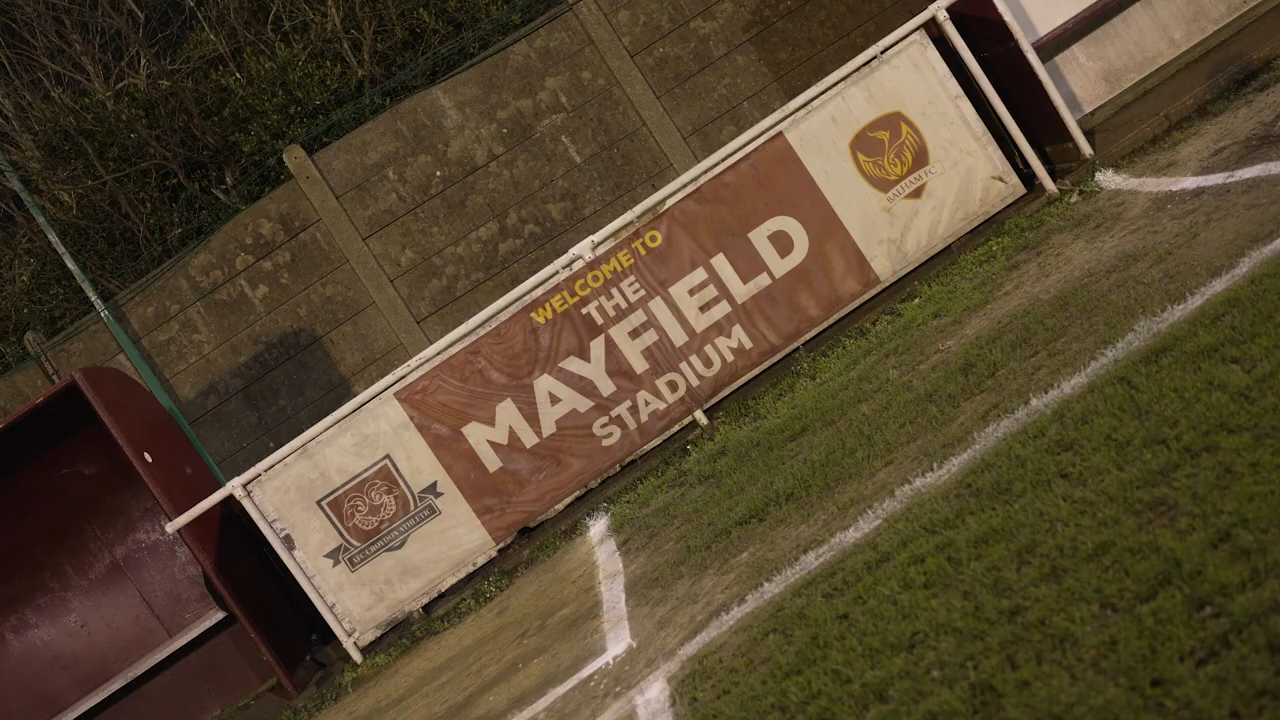 WELCOME TO
THE
MAYFIELD
STADIUM
BALHAM FC
AFC CROYDON ATHLETIC